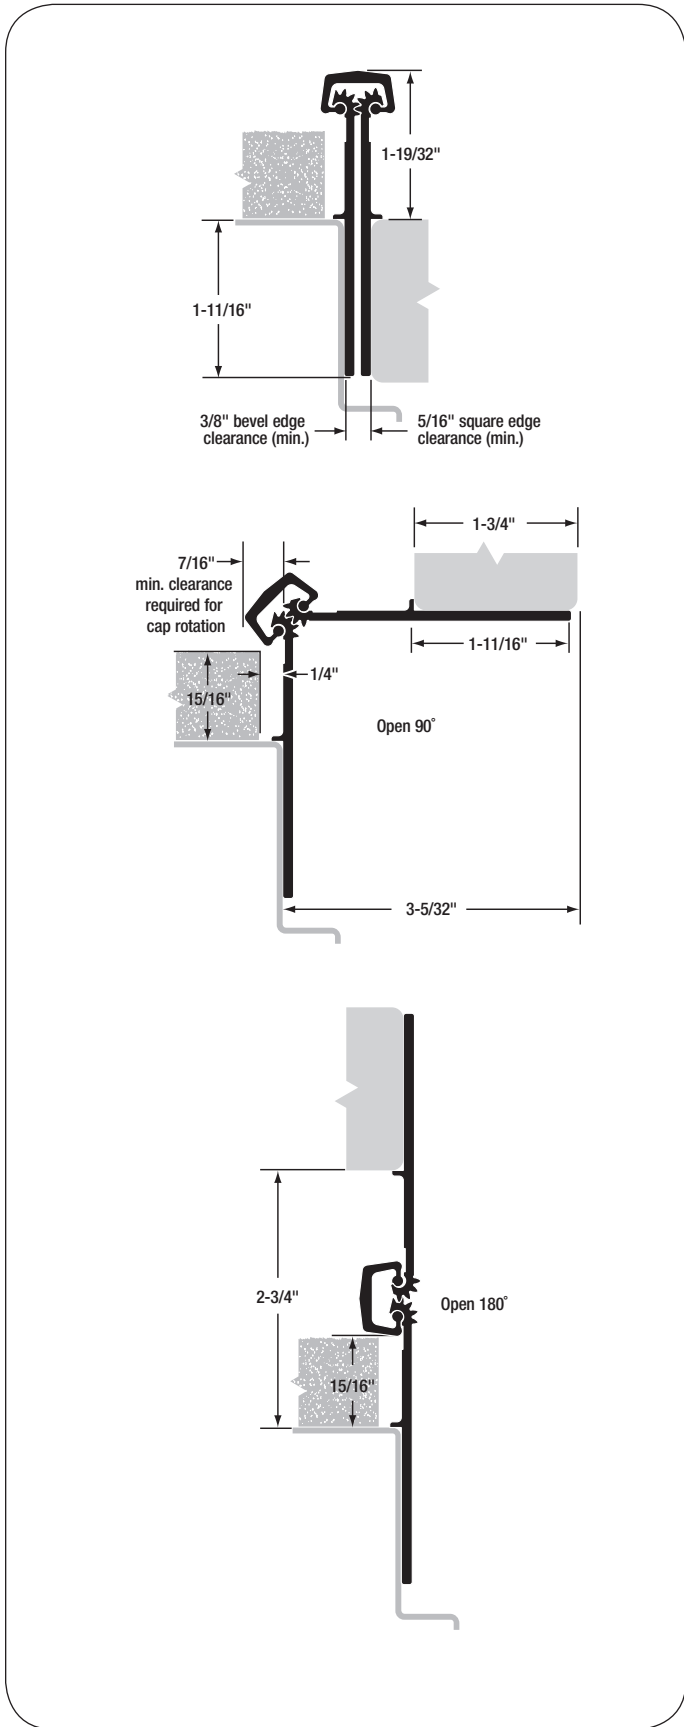 1-19/32"
1-11/16"
3/8" bevel edge
clearance (min.)
5/16" square edge
clearance (min.)
1-3/4"
7/16"
min. clearance
required for
cap rotation
1-11/16"
1/4"
15/16"
Open 90°
3-5/32"
2-3/4"
Open 180°
15/16"